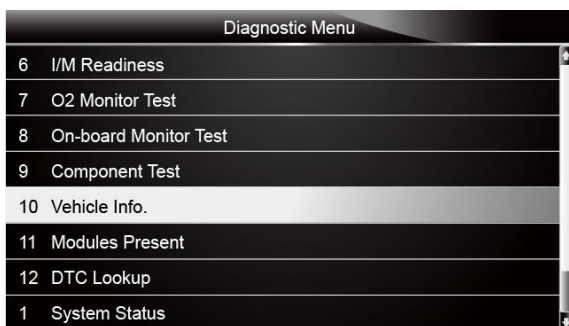 Diagnostic Menu
6 I/M Readiness
7 O2 Monitor Test
8 On-board Monitor Test
9 Component Test
10 Vehicle Info.
11 Modules Present
12 DTC Lookup
1 System Status